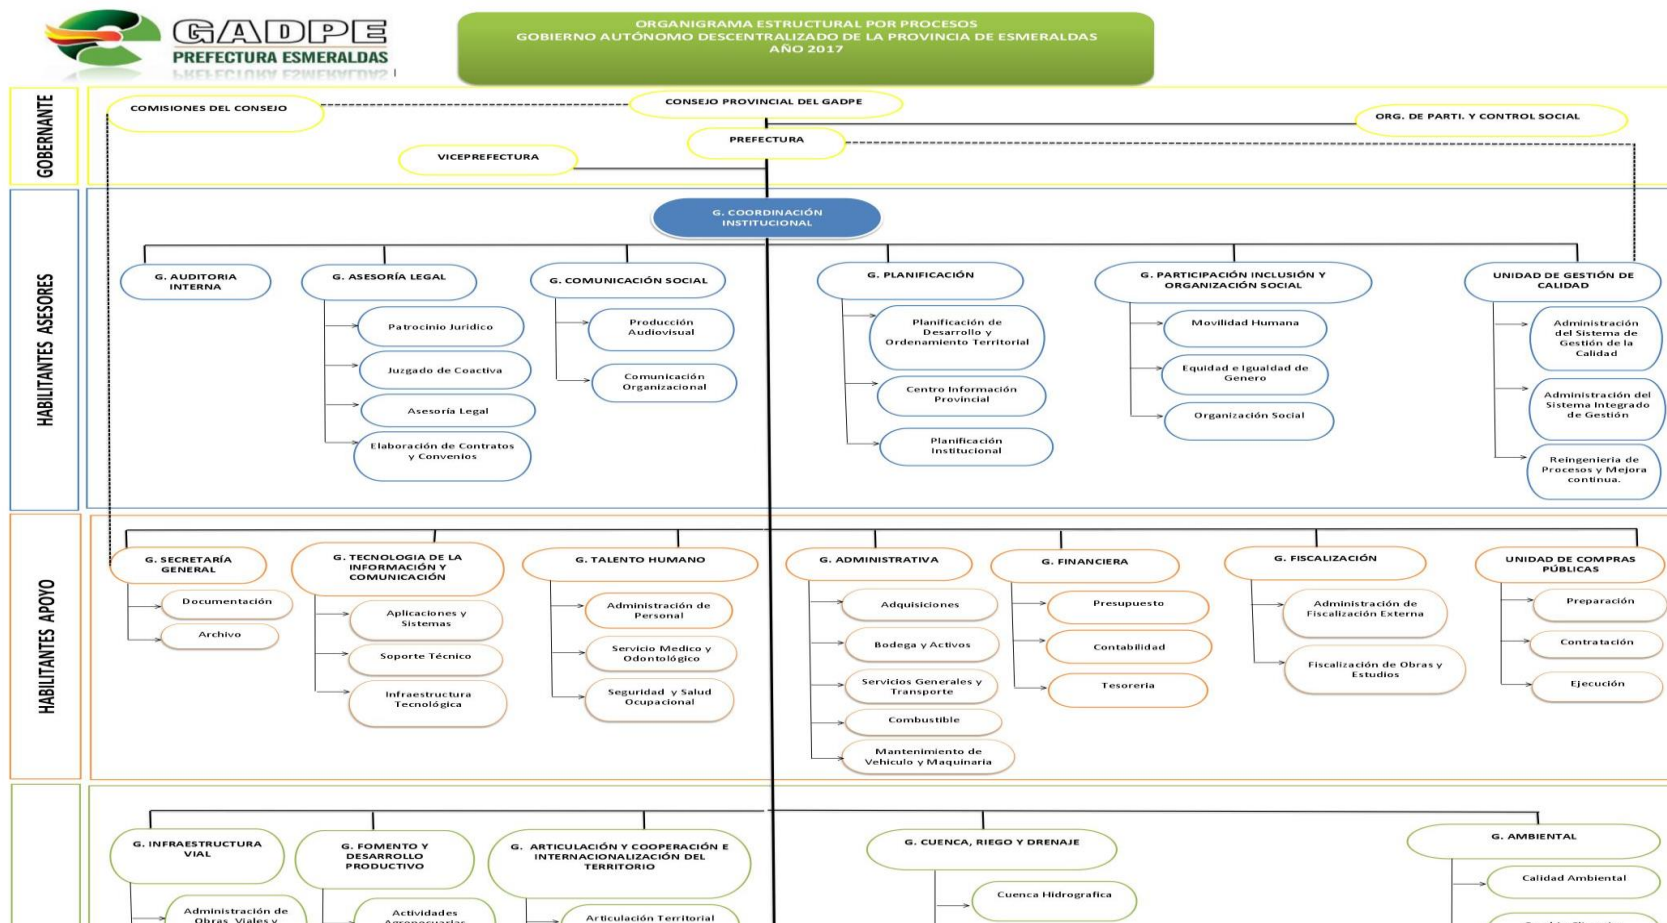 GADPE
PREFECTURA ESMERALDAS
ORGANIGRAMA ESTRUCTURAL POR PROCESOS
GOBIERNO AUTÓNOMO DESCENTRALIZADO DE LA PROVINCIA DE ESMERALDAS
AÑO 2017
GOBERNANTE
COMISIONES DEL CONSEJO
CONSEJO PROVINCIAL DEL GADPE
ORG. DE PARTI. Y CONTROL SOCIAL
PREFECTURA
VICEPREFECTURA
HABILITANTES ASESORES
G. COORDINACIÓN
INSTITUCIONAL
G. AUDITORIA
INTERNA
G. ASESORÍA LEGAL
Patrocinio Jurídico
Juzgado de Coactiva
Asesoría Legal
Elaboración de Contratos
y Convenios
G. COMUNICACIÓN SOCIAL
Producción
Audiovisual
Comunicación
Organizacional
G. PLANIFICACIÓN
Planificación de
Desarrollo y
Ordenamiento Territorial
Centro Información
Provincial
Planificación
Institucional
G. PARTICIPACIÓN INCLUSIÓN Y
ORGANIZACIÓN SOCIAL
Movilidad Humana
Equidad e Igualdad de
Genero
Organización Social
UNIDAD DE GESTIÓN DE
CALIDAD
Administración
del Sistema de
Gestión de la
Calidad
Administración del
Sistema Integrado
de Gestión
Reingenieria de
Procesos y Mejora
continua.
HABILITANTES APOYO
G. SECRETARÍA
GENERAL
Documentación
Archivo
G. TECNOLOGIA DE LA
INFORMACIÓN Y
COMUNICACIÓN
Aplicaciones y
Sistemas
Soporte Técnico
Infraestructura
Tecnológica
G. TALENTO HUMANO
Administración de
Personal
Servicio Medico y
Odontológico
Seguridad y Salud
Ocupacional
G. ADMINISTRATIVA
Adquisiciones
Bodega y Activos
Servicios Generales y
Transporte
Combustible
Mantenimiento de
Vehiculo y Maquinaria
G. FINANCIERA
Presupuesto
Contabilidad
Tesoreria
G. FISCALIZACIÓN
Administración de
Fiscalización Externa
Fiscalización de Obras y
Estudios
UNIDAD DE COMPRAS
PÚBLICAS
Preparación
Contratación
Ejecución
G. INFRAESTRUCTURA
VIAL
Administración de
Obras Viales y
G. FOMENTO Y
DESARROLLO
PRODUCTIVO
Actividades
Agropecuarias
G. ARTICULACIÓN Y COOPERACIÓN E
INTERNACIONALIZACIÓN DEL
TERRITORIO
Articulación Territorial
G. CUENCA, RIEGO Y DRENAJE
Cuenca Hidrografica
G. AMBIENTAL
Calidad Ambiental